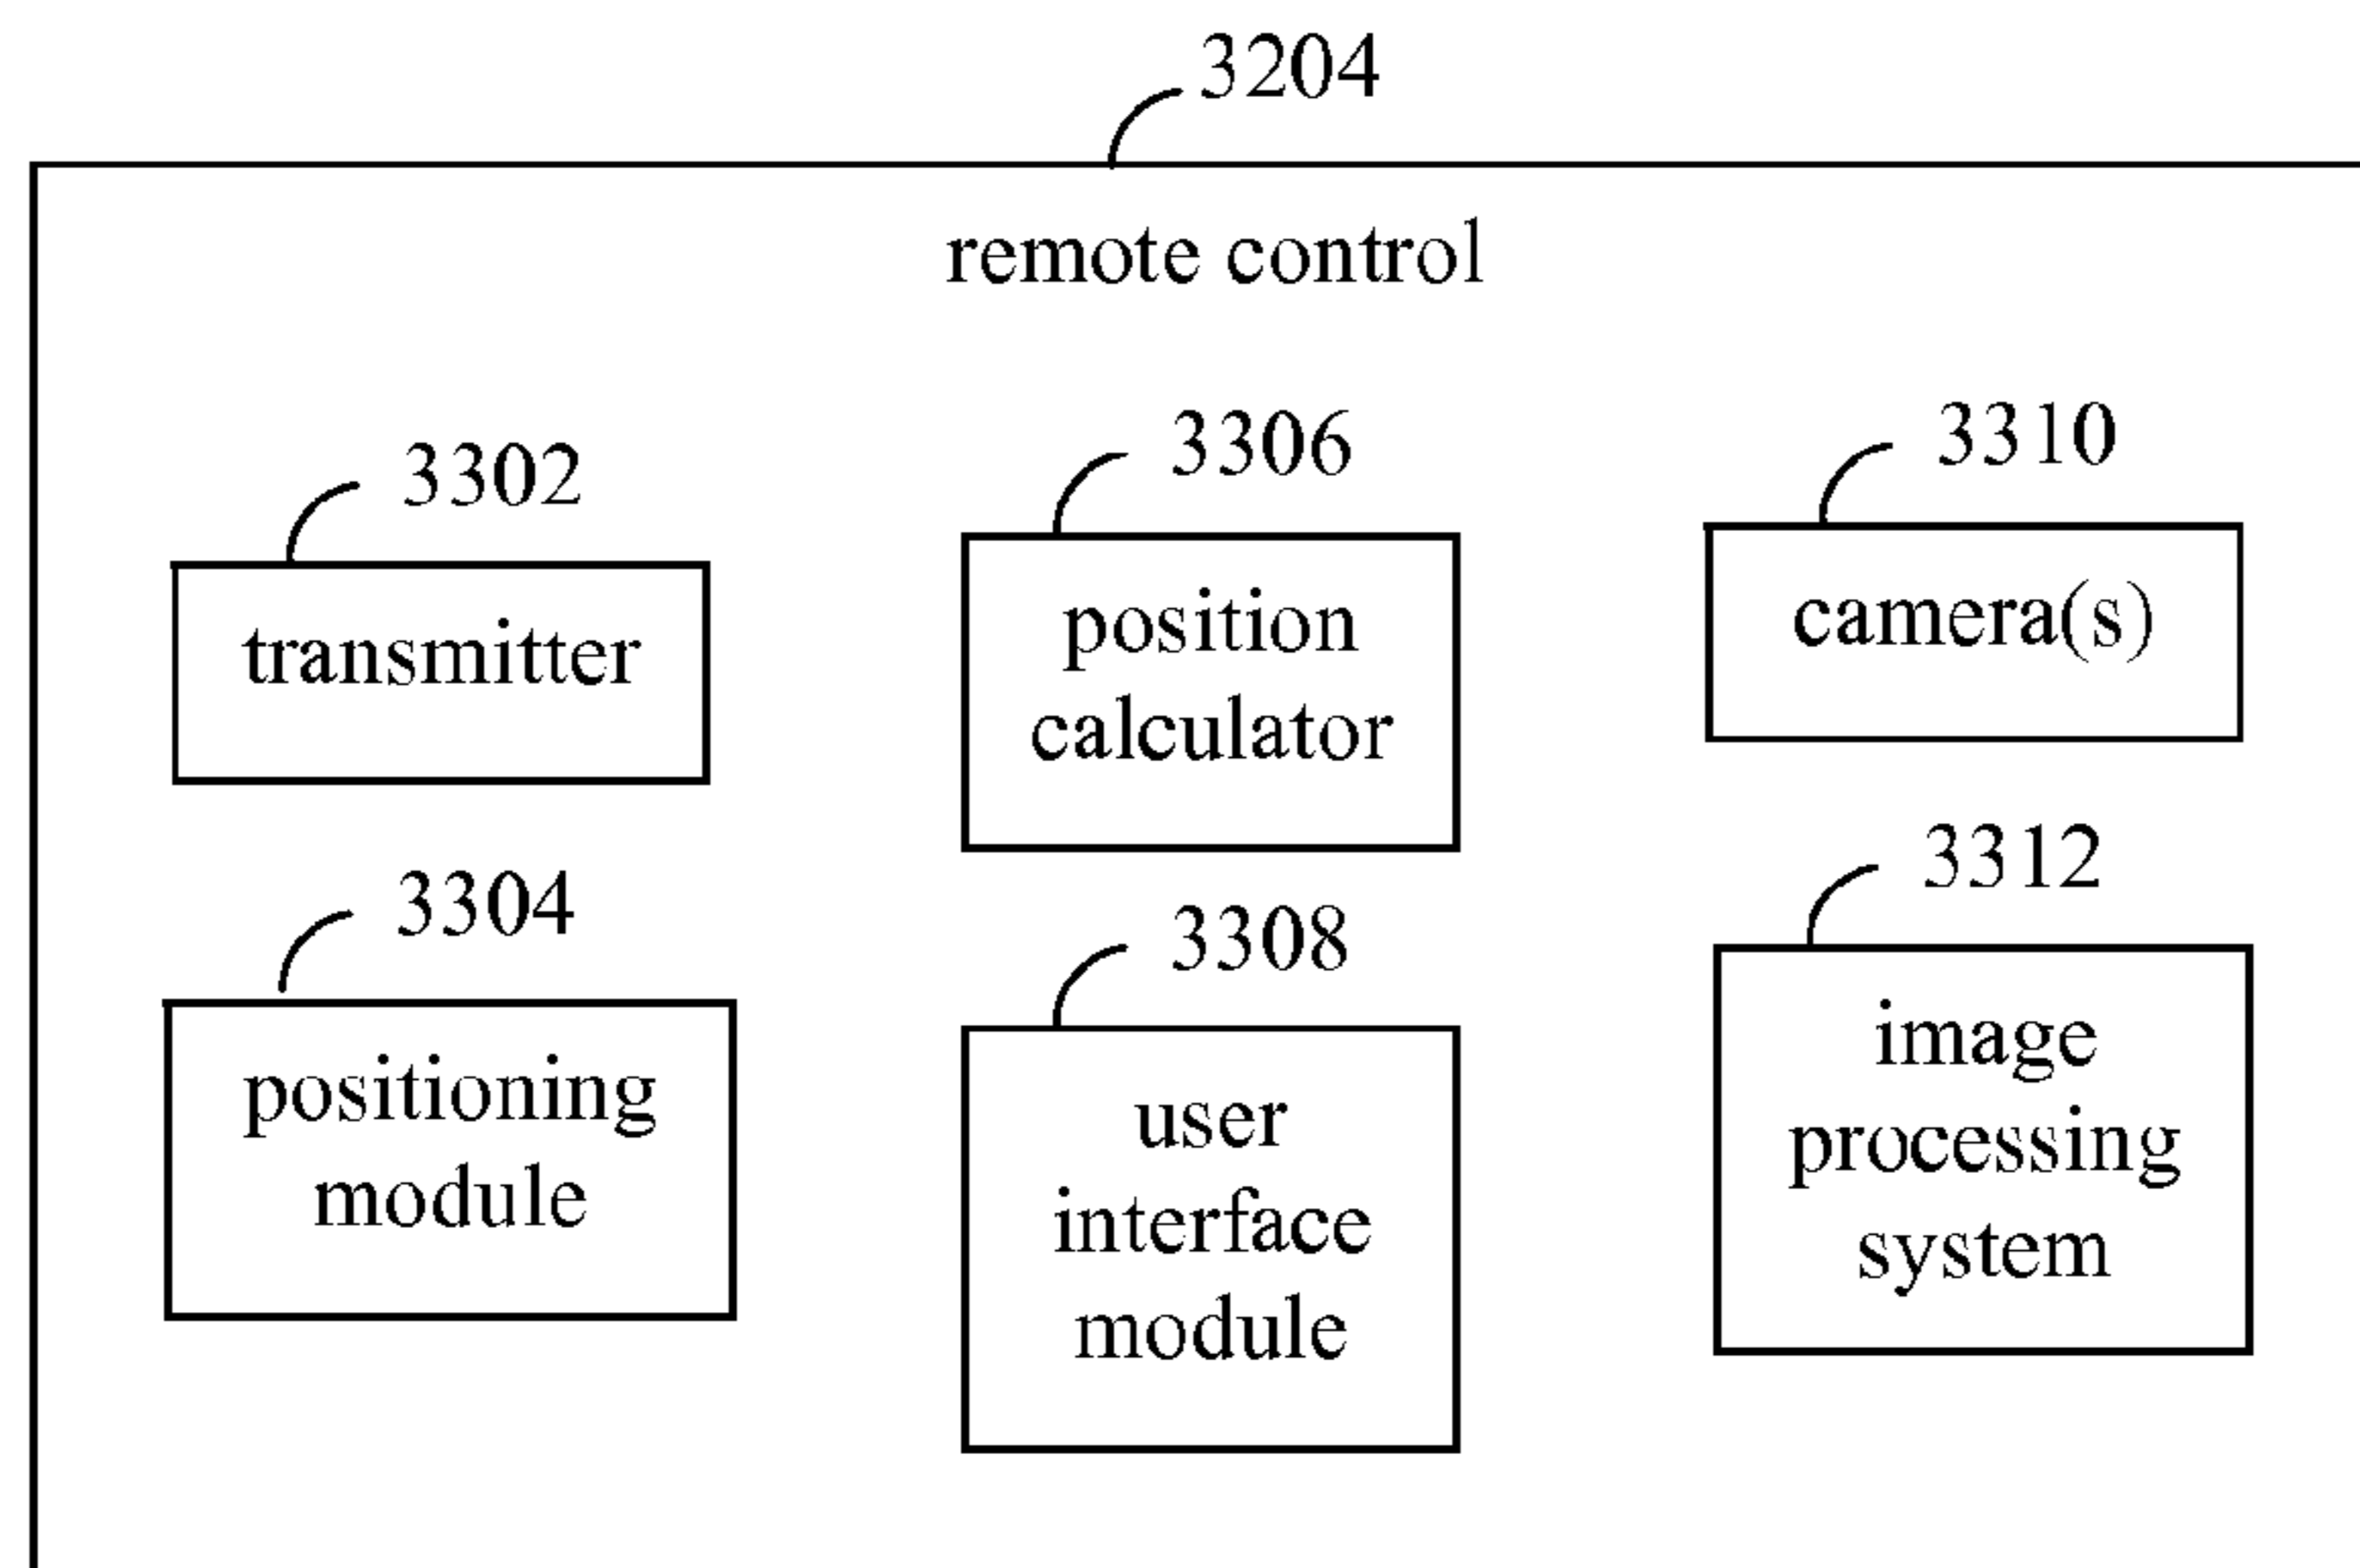 3204
remote control
3302
transmitter
3304
positioning
module
3306
position
calculator
3308
user
interface
module
3310
camera(s)
3312
image
processing
system